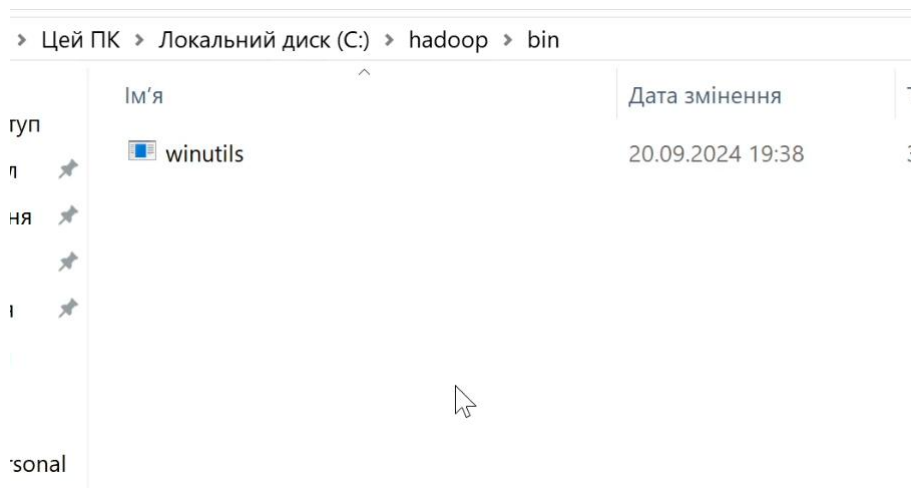 > Цей ПК > Локальний диск (C:) > hadoop > bin
Ім’я Дата змінення
winutils 20.09.2024 19:38